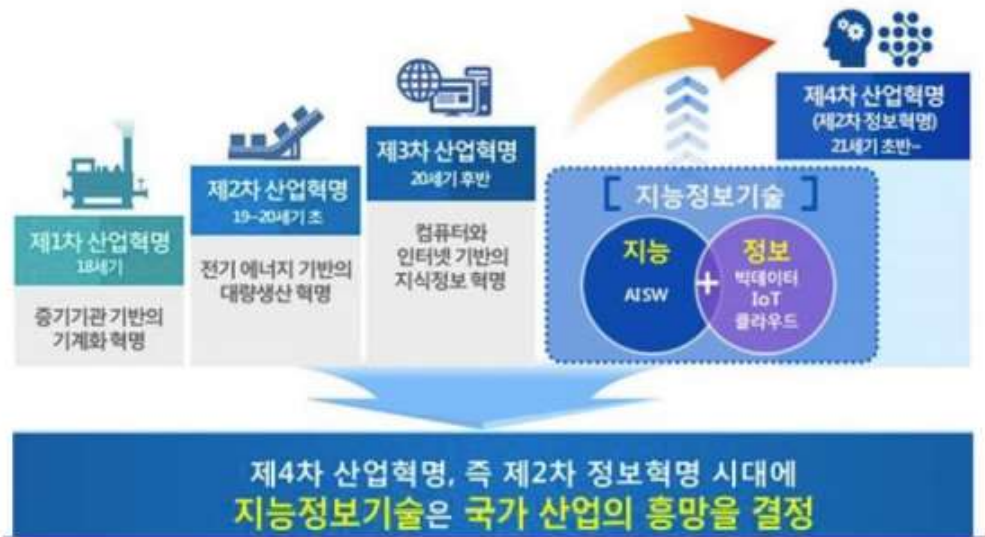 제1차 산업혁명
18세기
증기기관 기반의
기계화 혁명
제2차 산업혁명
19~20세기 초
전기 에너지 기반의
대량생산 혁명
제3차 산업혁명
20세기 후반
컴퓨터와
인터넷 기반의
지식정보 혁명
[ 지능정보기술 ]
지능
AISW
+
정보
빅데이터
IoT
클라우드
제4차 산업혁명
(제2차 정보혁명)
21세기 초반~
제4차 산업혁명, 즉 제2차 정보혁명 시대에
지능정보기술은 국가 산업의 흥망을 결정